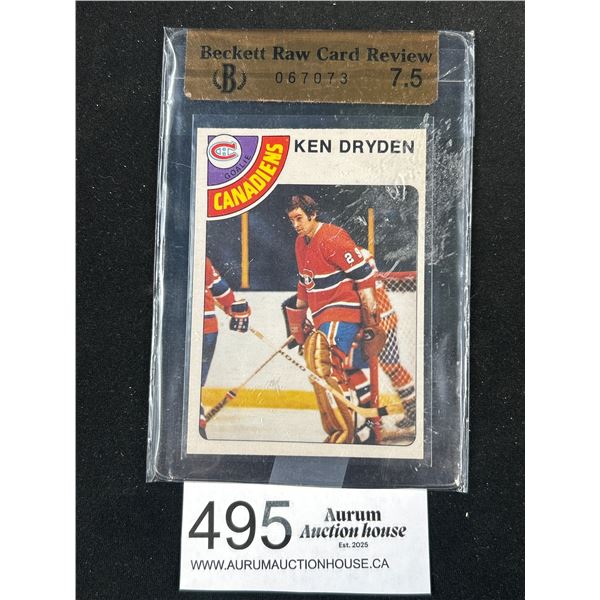 Beckett Raw Card Review
B 067073 7.5
KEN DRYDEN
GOALIE
CANADIENS
29
495
Aurum
Auction house
Est. 2025
WWW.AURUMAUCTIONHOUSE.CA